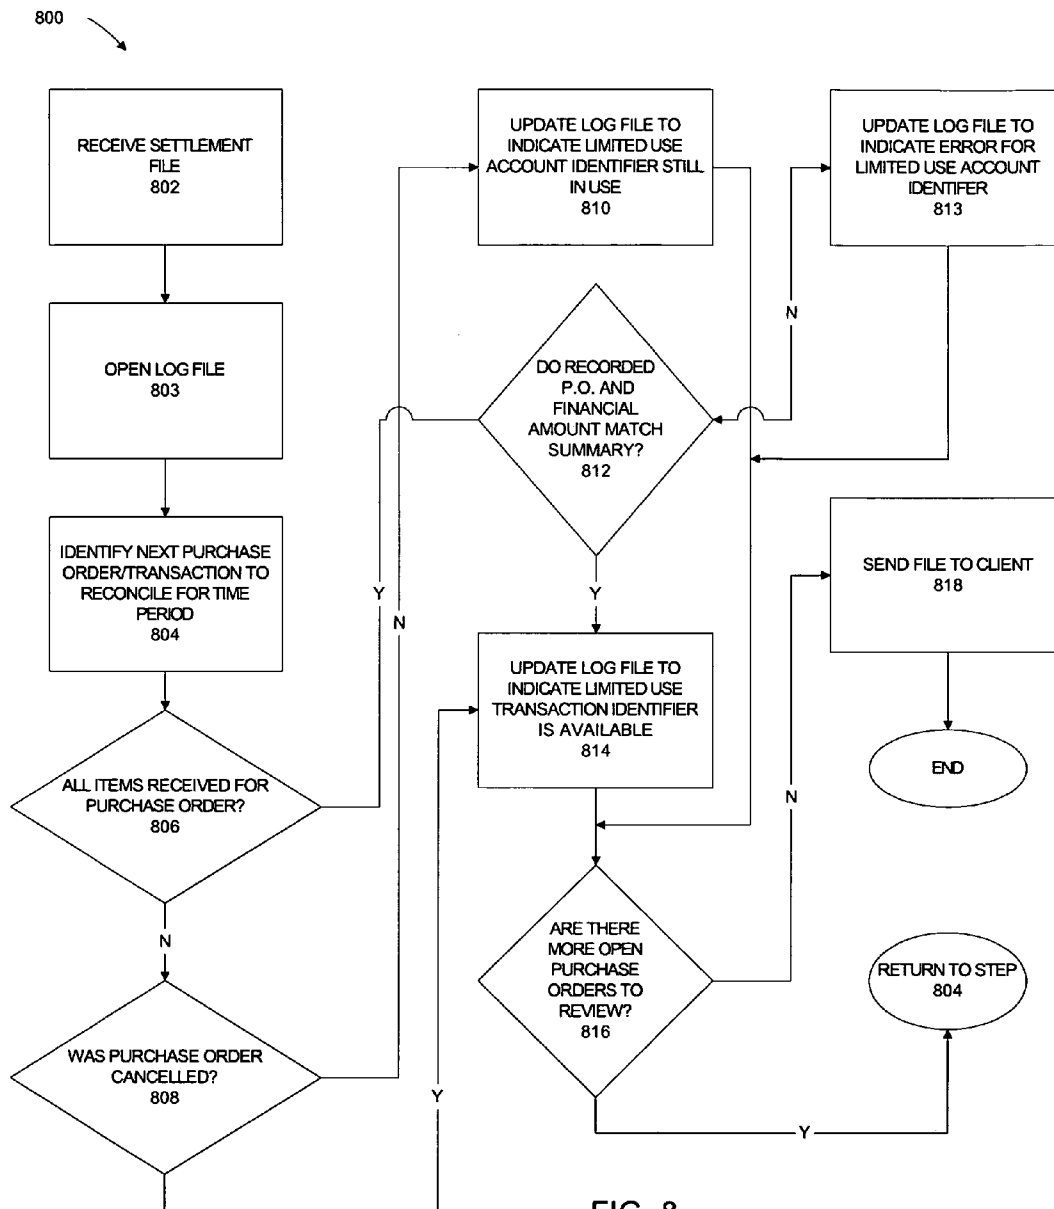 800
RECEIVE SETTLEMENT
FILE
802
OPEN LOG FILE
803
IDENTIFY NEXT PURCHASE
ORDER/TRANSACTION TO
RECONCILE FOR TIME
PERIOD
804
ALL ITEMS RECEIVED FOR
PURCHASE ORDER?
806
Y
N
WAS PURCHASE ORDER
CANCELLED?
808
N
Y
UPDATE LOG FILE TO
INDICATE LIMITED USE
ACCOUNT IDENTIFIER STILL
IN USE
810
DO RECORDED
P.O. AND
FINANCIAL
AMOUNT MATCH
SUMMARY?
812
N
Y
UPDATE LOG FILE TO
INDICATE ERROR FOR
LIMITED USE ACCOUNT
IDENTIFER
813
UPDATE LOG FILE TO
INDICATE LIMITED USE
TRANSACTION IDENTIFIER
IS AVAILABLE
814
ARE THERE
MORE OPEN
PURCHASE
ORDERS TO
REVIEW?
816
N
Y
SEND FILE TO CLIENT
818
END
RETURN TO STEP
804
FIG. 8